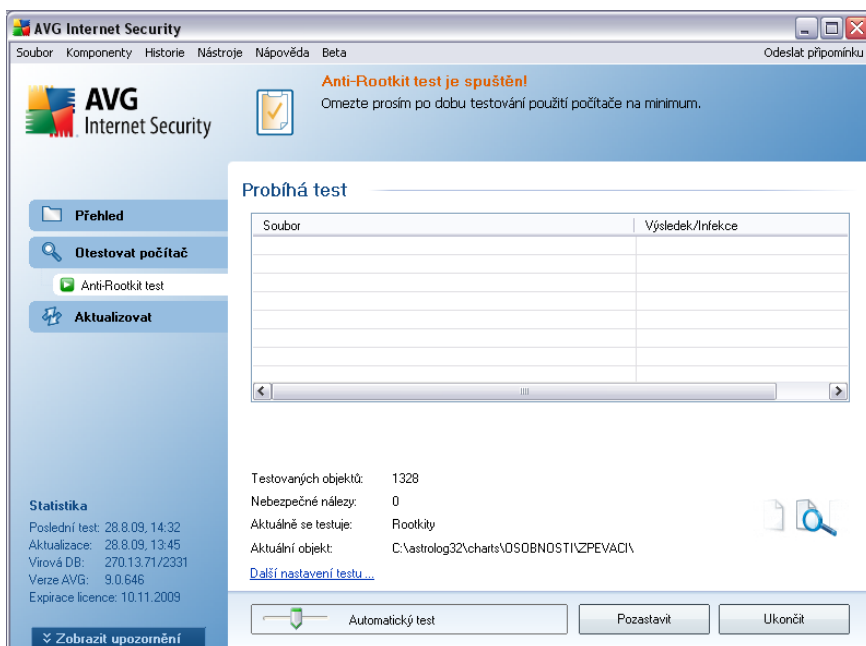 AVG Internet Security
Soubor Komponenty Historie Nástroje Nápověda Beta Odeslat připomínku
AVG
Internet Security
Anti-Rootkit test je spuštěn!
Omezte prosím po dobu testování použití počítače na minimum.
Přehled
Otestovat počítač
Anti-Rootkit test
Aktualizovat
Probíhá test
Soubor Výsledek/Infekce
Testovaných objektů: 1328
Nebezpečné nálezy: 0
Aktuálně se testuje: Rootkity
Aktuální objekt: C:\astrolog32\charts\OSOBNOSTI\ZPEVACI\
Další nastavení testu ...
Automatický test Pozastavit Ukončit
Statistika
Poslední test: 28.8.09, 14:32
Aktualizace: 28.8.09, 13:45
Virová DB: 270.13.71/2331
Verze AVG: 9.0.646
Expirace licence: 10.11.2009
Zobrazit upozornění